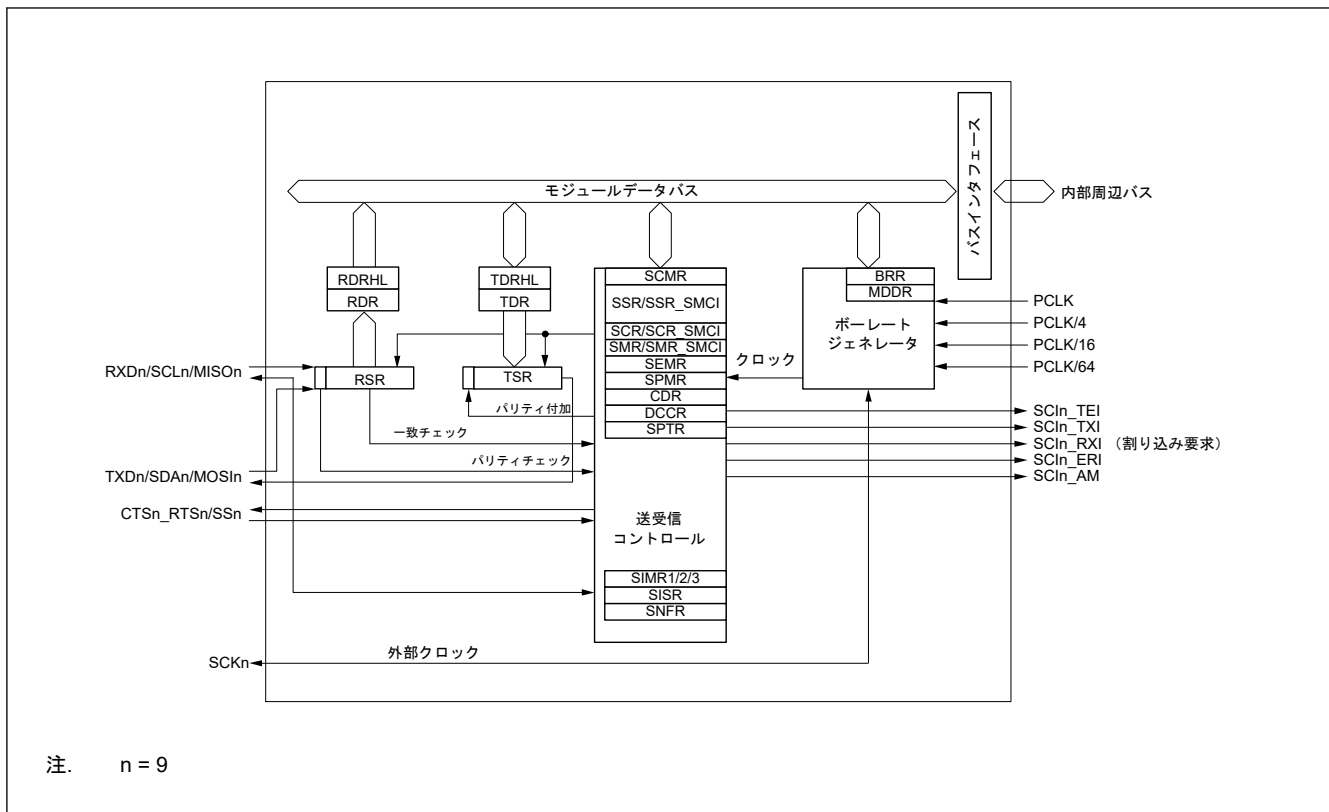 バスインタフェース
モジュールデータバス
内部周辺バス
RDRHL
RDR
TDRHL
TDR
SCMR
SSR/SSR_SMCI
SCR/SCR_SMCI
SMR/SMR_SMCI
SEMR
SPMR
CDR
DCCR
SPTR
BRR
MDDR
ボーレート
ジェネレータ
PCLK
PCLK/4
PCLK/16
PCLK/64
クロック
RXDn/SCLn/MISOn
RSR
TSR
パリティ付加
一致チェック
パリティチェック
TXDn/SDAn/MOSIn
CTSn_RTSn/SSn
SCIn_TEI
SCIn_TXI
SCIn_RXI （割り込み要求）
SCIn_ERI
SCIn_AM
送受信
コントロール
SIMR1/2/3
SISR
SNFR
外部クロック
SCKn
注. n = 9